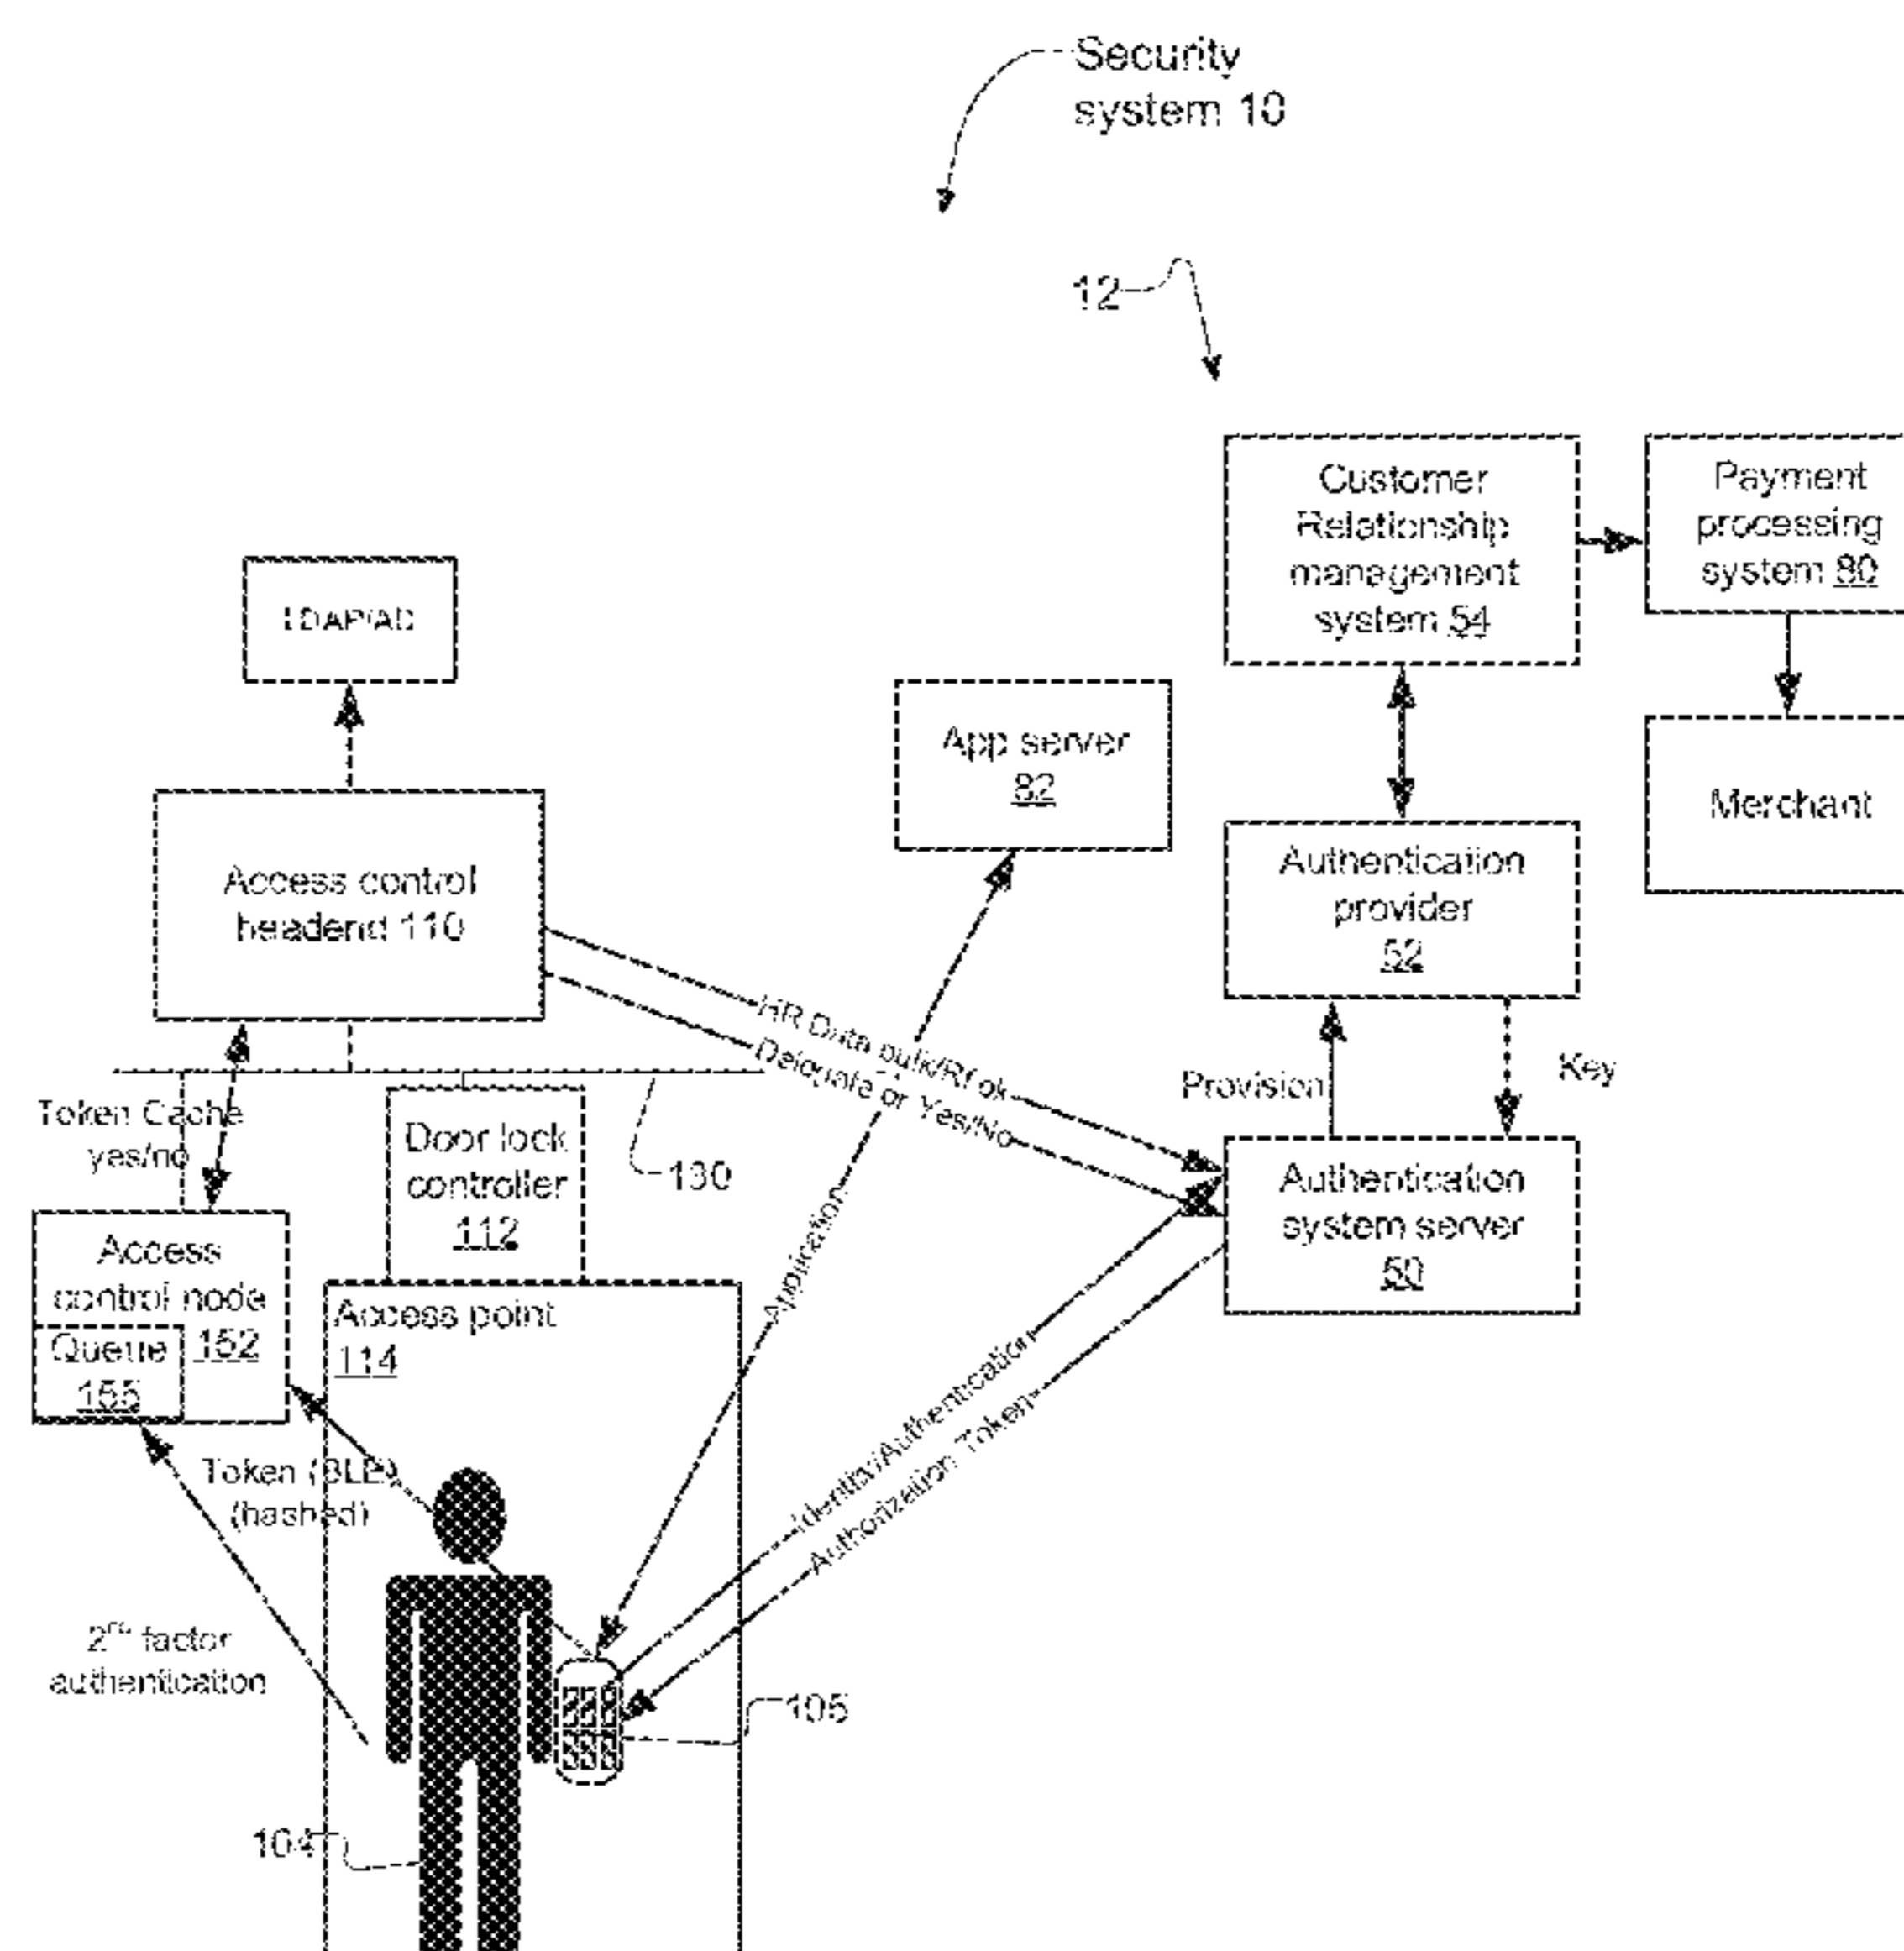 Security
system 10
12
Customer
Relationship
management
system 54
Payment
processing
system 80
LDAP/AD
App server
82
Merchant
Access control
headend 110
Authentication
provider
52
HR Data pulk/Rf ok
Delquate or Yes/No
Provision
Key
Token Cache
yes/no
Door lock
controller
112
130
Authentication
system server
50
Access
control node
152
Queue
155
Access point
114
Application
Identity/Authentication
Authorization Token
Token (BLE)
(hashed)
2nd factor
authentication
105
104